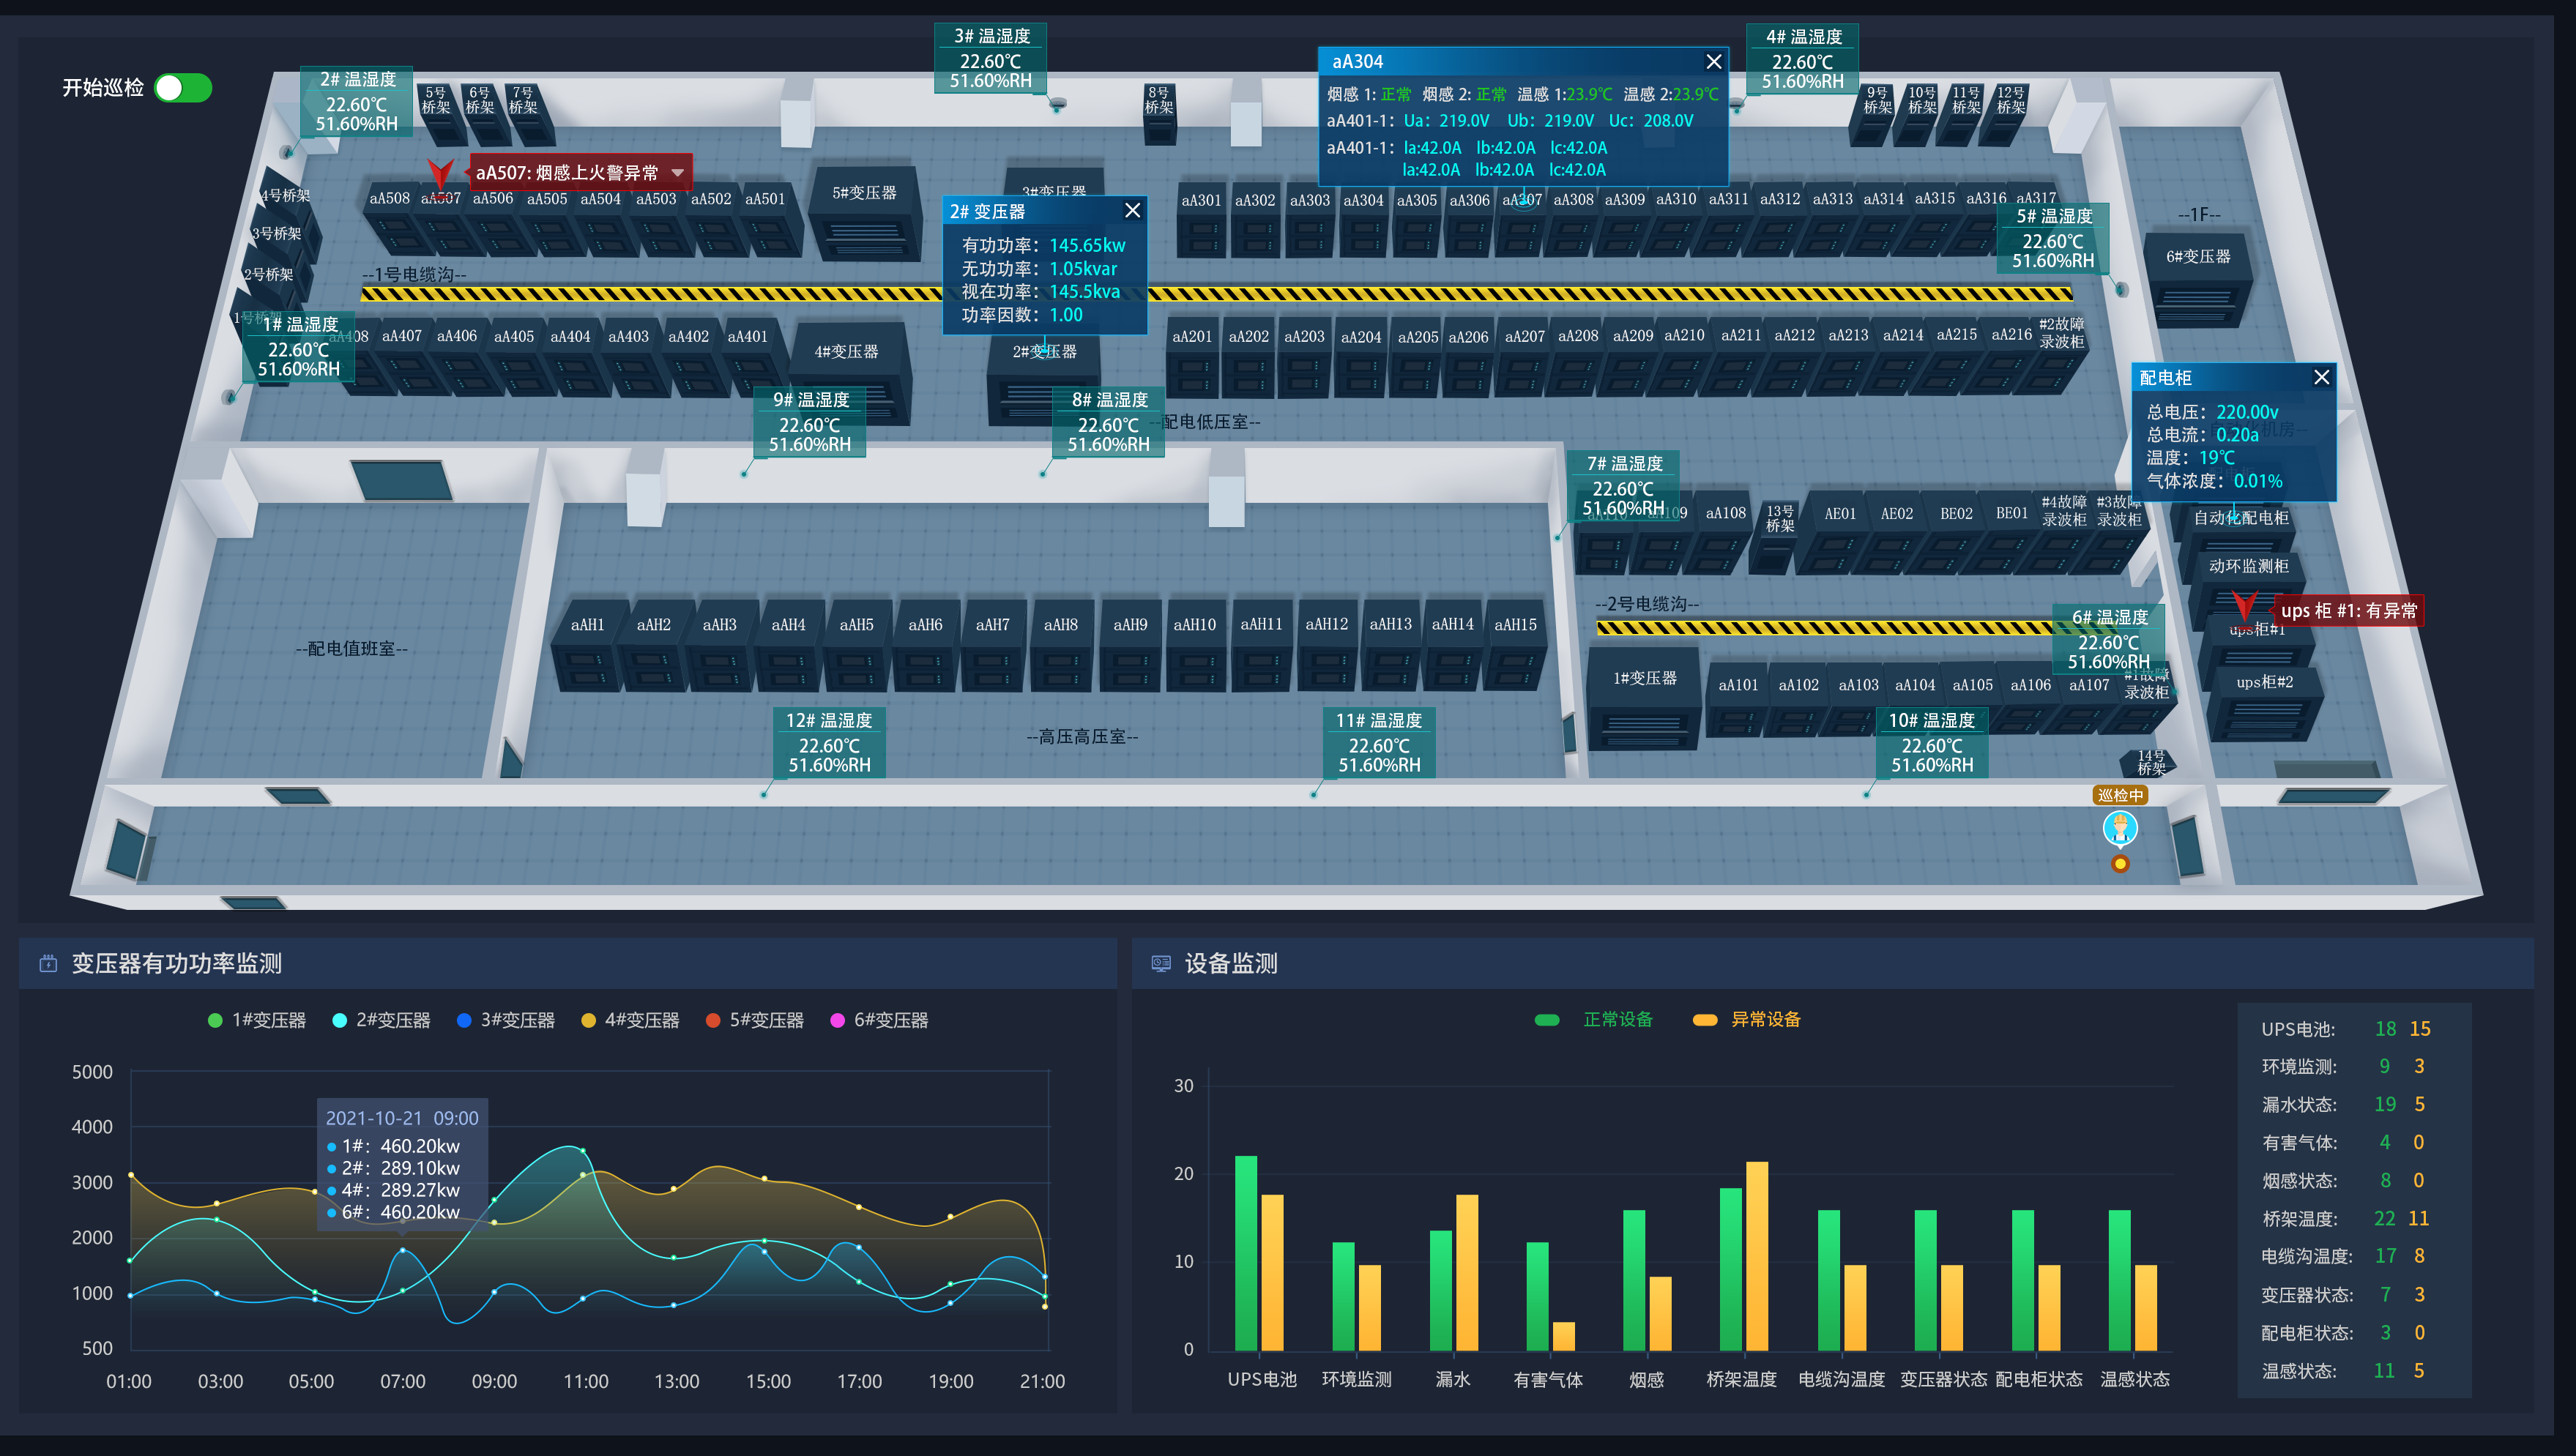 开始巡检
2# 温湿度
22.60℃
51.60%RH
5号
桥架
6号
桥架
7号
桥架
3# 温湿度
22.60℃
51.60%RH
8号
桥架
aA304
烟感 1: 正常 烟感 2: 正常 温感 1:23.9℃ 温感 2:23.9℃
aA401-1: Ua: 219.0V Ub: 219.0V Uc: 208.0V
aA401-1: Ia:42.0A Ib:42.0A Ic:42.0A
Ia:42.0A Ib:42.0A Ic:42.0A
4# 温湿度
22.60℃
51.60%RH
9号
桥架
10号
桥架
11号
桥架
12号
桥架
aA507: 烟感上火警异常
4号桥架
3号桥架
2号桥架
1号桥架
aA508 aA507 aA506 aA505 aA504 aA503 aA502 aA501
5#变压器
3#变压器
aA301 aA302 aA303 aA304 aA305 aA306 aA307 aA308 aA309 aA310 aA311 aA312 aA313 aA314 aA315 aA316 aA317
5# 温湿度
22.60℃
51.60%RH
--1F--
6#变压器
2# 变压器
有功功率: 145.65kw
无功功率: 1.05kvar
视在功率: 145.5kva
功率因数: 1.00
--1号电缆沟--
1# 温湿度
22.60℃
51.60%RH
aA408 aA407 aA406 aA405 aA404 aA403 aA402 aA401
4#变压器
2#变压器
aA201 aA202 aA203 aA204 aA205 aA206 aA207 aA208 aA209 aA210 aA211 aA212 aA213 aA214 aA215 aA216
#2故障
录波柜
9# 温湿度
22.60℃
51.60%RH
8# 温湿度
22.60℃
51.60%RH
--配电低压室--
配电柜
总电压: 220.00v
总电流: 0.20a
温度: 19℃
气体浓度: 0.01%
7# 温湿度
22.60℃
51.60%RH
aA108
13号
桥架
AE01 AE02 BE02 BE01
#4故障
录波柜
#3故障
录波柜
自动化配电柜
动环监测柜
ups 柜 #1: 有异常
ups柜#1
ups柜#2
--2号电缆沟--
6# 温湿度
22.60℃
51.60%RH
--配电值班室--
aAH1 aAH2 aAH3 aAH4 aAH5 aAH6 aAH7 aAH8 aAH9 aAH10 aAH11 aAH12 aAH13 aAH14 aAH15
1#变压器
aA101 aA102 aA103 aA104 aA105 aA106 aA107
#1故障
录波柜
12# 温湿度
22.60℃
51.60%RH
--高压高压室--
11# 温湿度
22.60℃
51.60%RH
10# 温湿度
22.60℃
51.60%RH
14号
桥架
巡检中
变压器有功功率监测
1#变压器 2#变压器 3#变压器 4#变压器 5#变压器 6#变压器
5000
4000
3000
2000
1000
500
2021-10-21 09:00
1#: 460.20kw
2#: 289.10kw
4#: 289.27kw
6#: 460.20kw
01:00 03:00 05:00 07:00 09:00 11:00 13:00 15:00 17:00 19:00 21:00
设备监测
正常设备 异常设备
30
20
10
0
UPS电池 环境监测 漏水 有害气体 烟感 桥架温度 电缆沟温度 变压器状态 配电柜状态 温感状态
UPS电池: 18 15
环境监测: 9 3
漏水状态: 19 5
有害气体: 4 0
烟感状态: 8 0
桥架温度: 22 11
电缆沟温度: 17 8
变压器状态: 7 3
配电柜状态: 3 0
温感状态: 11 5